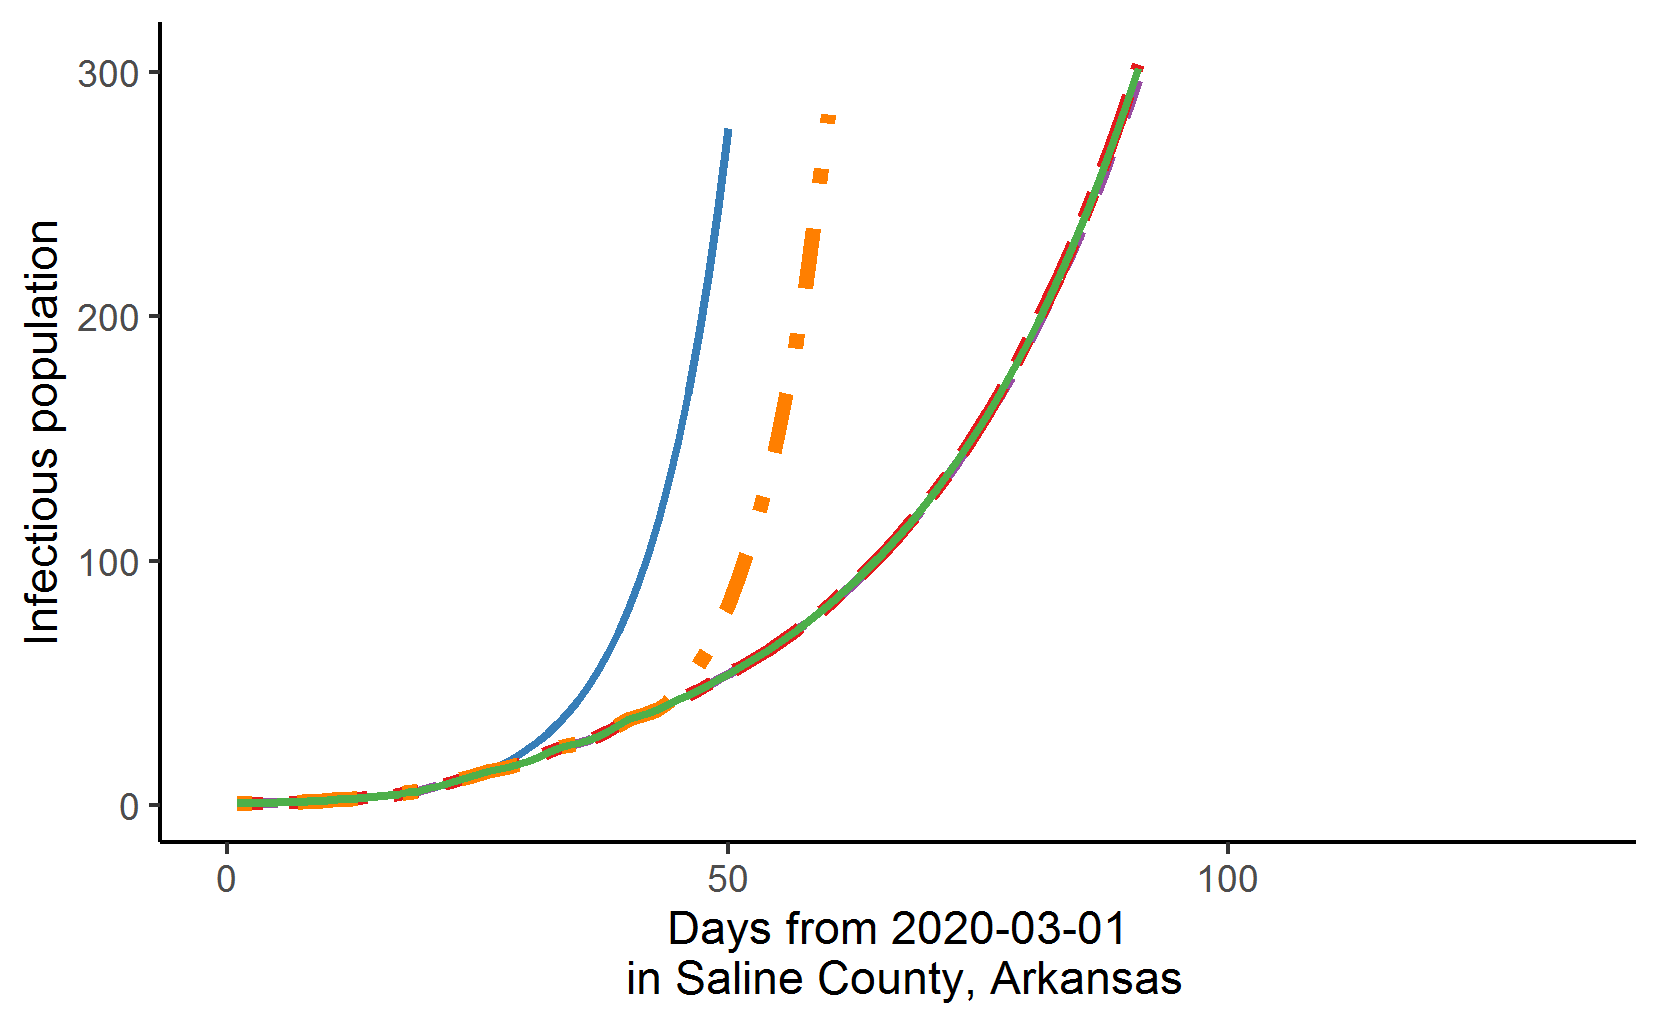 Infectious population
300
200
100
0
0 50 100
Days from 2020-03-01
in Saline County, Arkansas